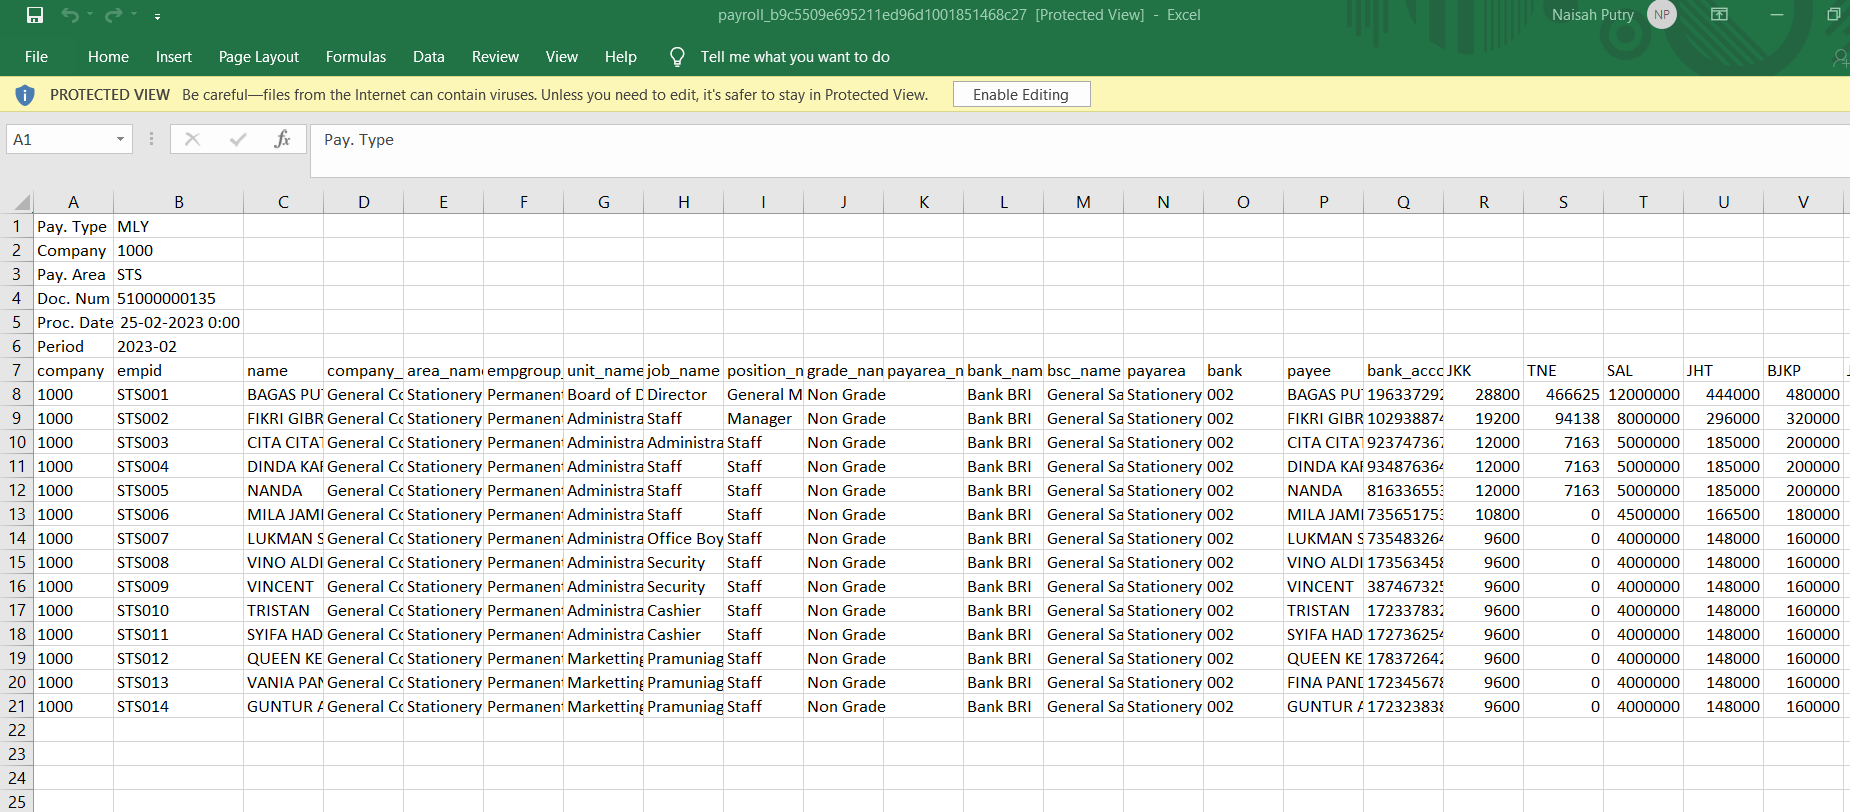 payroll_b9c5509e695211ed96d1001851468c27 [Protected View] - Excel
Naisah Putry NP
File Home Insert Page Layout Formulas Data Review View Help Tell me what you want to do
PROTECTED VIEW Be careful—files from the Internet can contain viruses. Unless you need to edit, it's safer to stay in Protected View. Enable Editing
A1 fx Pay. Type
A B C D E F G H I J K L M N O P Q R S T U V
1 Pay. Type MLY
2 Company 1000
3 Pay. Area STS
4 Doc. Num 51000000135
5 Proc. Date 25-02-2023 0:00
6 Period 2023-02
7 company empid name company_ area_name empgroup_ unit_name job_name position_n grade_nam payarea_n bank_nam bsc_name payarea bank payee bank_acco JKK TNE SAL JHT BJKP
8 1000 STS001 BAGAS PU General Co Stationery Permanent Board of D Director General M Non Grade Bank BRI General Sa Stationery 002 BAGAS PU 196337292 28800 466625 12000000 444000 480000
9 1000 STS002 FIKRI GIBR General Co Stationery Permanent Administra Staff Manager Non Grade Bank BRI General Sa Stationery 002 FIKRI GIBR 102938874 19200 94138 8000000 296000 320000
10 1000 STS003 CITA CITAT General Co Stationery Permanent Administra Administra Staff Non Grade Bank BRI General Sa Stationery 002 CITA CITAT 923747367 12000 7163 5000000 185000 200000
11 1000 STS004 DINDA KAR General Co Stationery Permanent Administra Staff Staff Non Grade Bank BRI General Sa Stationery 002 DINDA KAR 934876364 12000 7163 5000000 185000 200000
12 1000 STS005 NANDA General Co Stationery Permanent Administra Staff Staff Non Grade Bank BRI General Sa Stationery 002 NANDA 816336553 12000 7163 5000000 185000 200000
13 1000 STS006 MILA JAMI General Co Stationery Permanent Administra Staff Staff Non Grade Bank BRI General Sa Stationery 002 MILA JAMI 735651753 10800 0 4500000 166500 180000
14 1000 STS007 LUKMAN S General Co Stationery Permanent Administra Office Boy Staff Non Grade Bank BRI General Sa Stationery 002 LUKMAN S 735483264 9600 0 4000000 148000 160000
15 1000 STS008 VINO ALDI General Co Stationery Permanent Administra Security Staff Non Grade Bank BRI General Sa Stationery 002 VINO ALDI 173563458 9600 0 4000000 148000 160000
16 1000 STS009 VINCENT General Co Stationery Permanent Administra Security Staff Non Grade Bank BRI General Sa Stationery 002 VINCENT 387467325 9600 0 4000000 148000 160000
17 1000 STS010 TRISTAN General Co Stationery Permanent Administra Cashier Staff Non Grade Bank BRI General Sa Stationery 002 TRISTAN 172337832 9600 0 4000000 148000 160000
18 1000 STS011 SYIFA HAD General Co Stationery Permanent Administra Cashier Staff Non Grade Bank BRI General Sa Stationery 002 SYIFA HAD 172736254 9600 0 4000000 148000 160000
19 1000 STS012 QUEEN KE General Co Stationery Permanent Marketting Pramuniag Staff Non Grade Bank BRI General Sa Stationery 002 QUEEN KE 178372642 9600 0 4000000 148000 160000
20 1000 STS013 VANIA PAN General Co Stationery Permanent Marketting Pramuniag Staff Non Grade Bank BRI General Sa Stationery 002 FINA PAND 172345678 9600 0 4000000 148000 160000
21 1000 STS014 GUNTUR A General Co Stationery Permanent Marketting Pramuniag Staff Non Grade Bank BRI General Sa Stationery 002 GUNTUR A 172323838 9600 0 4000000 148000 160000
22
23
24
25